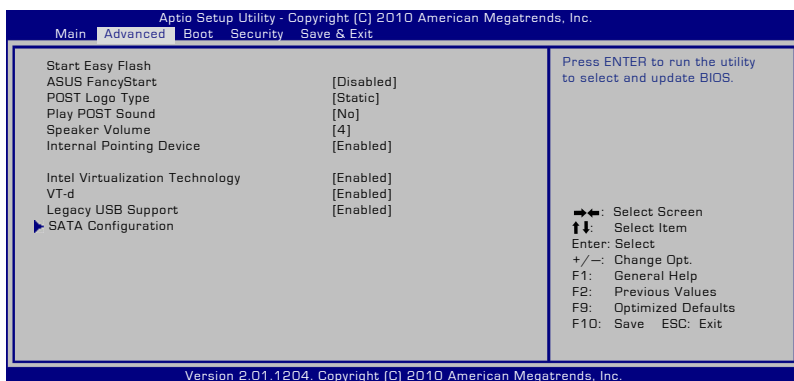 Aptio Setup Utility - Copyright (C) 2010 American Megatrends, Inc.
Main Advanced Boot Security Save & Exit
Start Easy Flash
ASUS FancyStart [Disabled]
POST Logo Type [Static]
Play POST Sound [No]
Speaker Volume [4]
Internal Pointing Device [Enabled]
Intel Virtualization Technology [Enabled]
VT-d [Enabled]
Legacy USB Support [Enabled]
SATA Configuration
Press ENTER to run the utility
to select and update BIOS.
→←: Select Screen
↑↓: Select Item
Enter: Select
+/—: Change Opt.
F1: General Help
F2: Previous Values
F9: Optimized Defaults
F10: Save ESC: Exit
Version 2.01.1204. Copyright (C) 2010 American Megatrends, Inc.